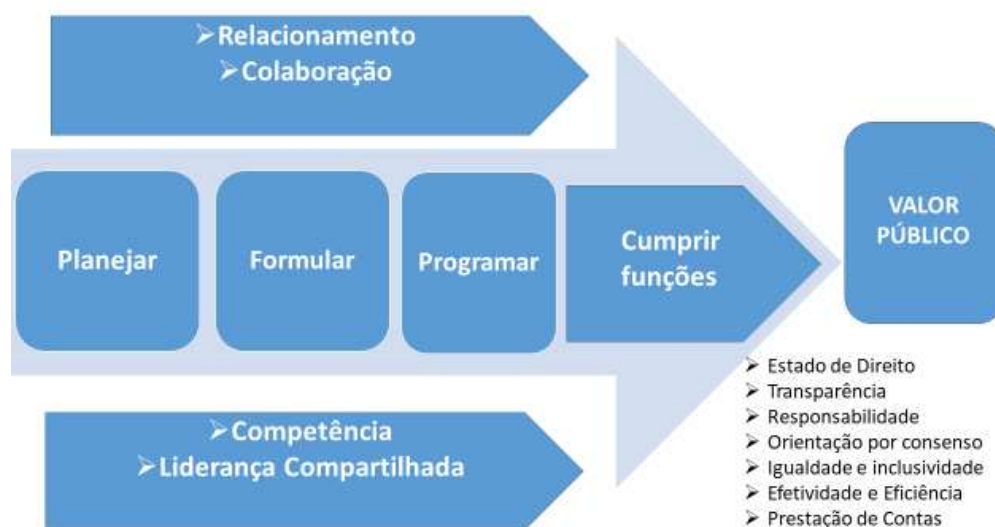 ➢Relacionamento
➢Colaboração
Planejar
Formular
Programar
Cumprir
funções
VALOR
PÚBLICO
➢Competência
➢Liderança Compartilhada
➢ Estado de Direito
➢ Transparência
➢ Responsabilidade
➢ Orientação por consenso
➢ Igualdade e inclusividade
➢ Efetividade e Eficiência
➢ Prestação de Contas